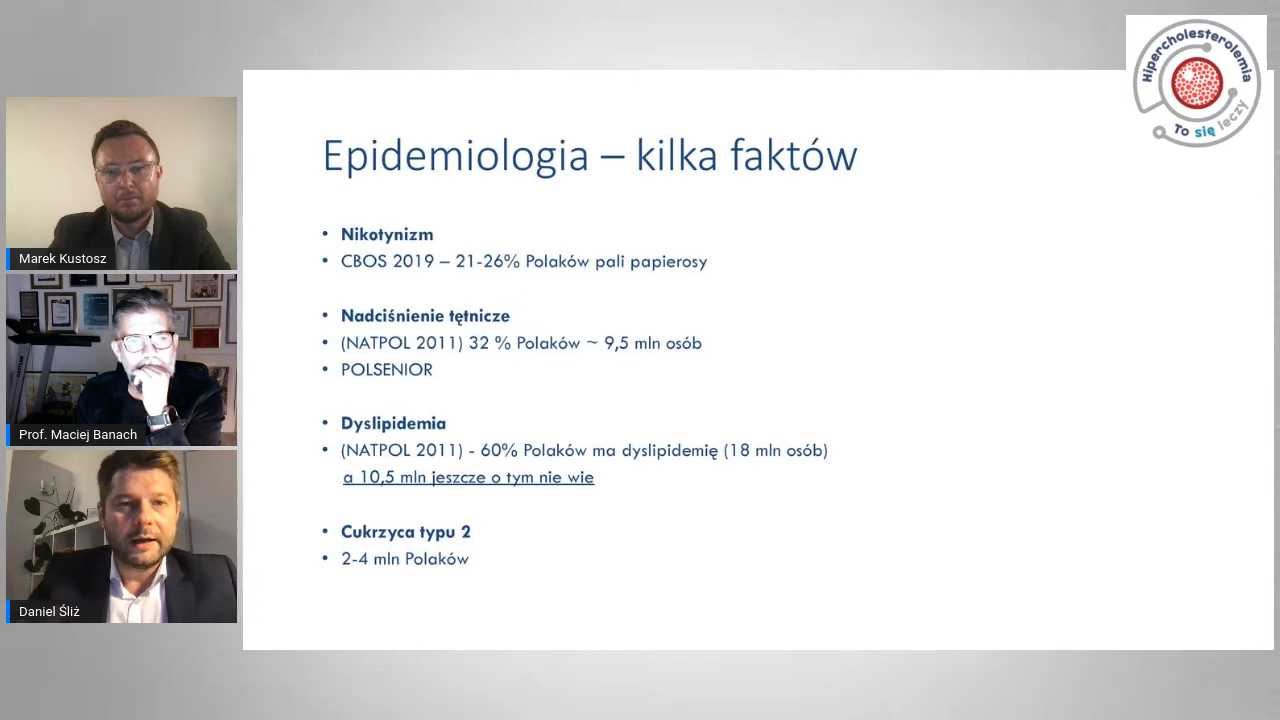 Hipercholesterolemia
To się leczy
Epidemiologia – kilka faktów
• Nikotynizm
• CBOS 2019 – 21-26% Polaków pali papierosy
• Nadciśnienie tętnicze
• (NATPOL 2011) 32 % Polaków ~ 9,5 mln osób
• POLSENIOR
• Dyslipidemia
• (NATPOL 2011) - 60% Polaków ma dyslipidemię (18 mln osób)
a 10,5 mln jeszcze o tym nie wie
• Cukrzyca typu 2
• 2-4 mln Polaków
Marek Kustosz
Prof. Maciej Banach
Daniel Śliż